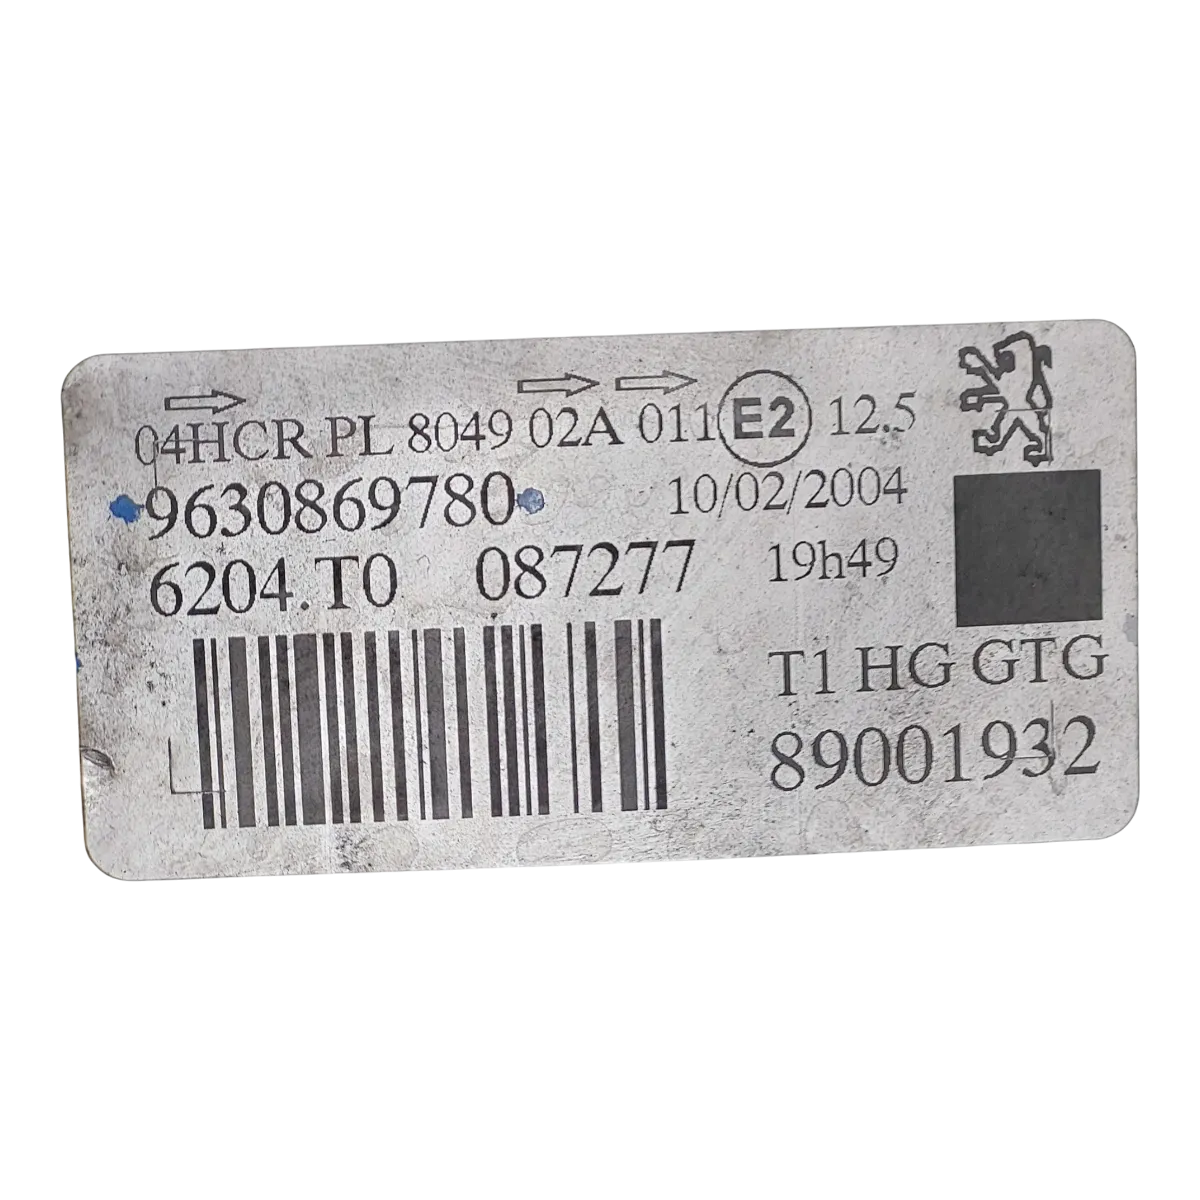 04HCR PL 8049 02A 011 E2 12.5
9630869780 10/02/2004
6204.T0 087277 19h49
T1 HG GTG
89001932